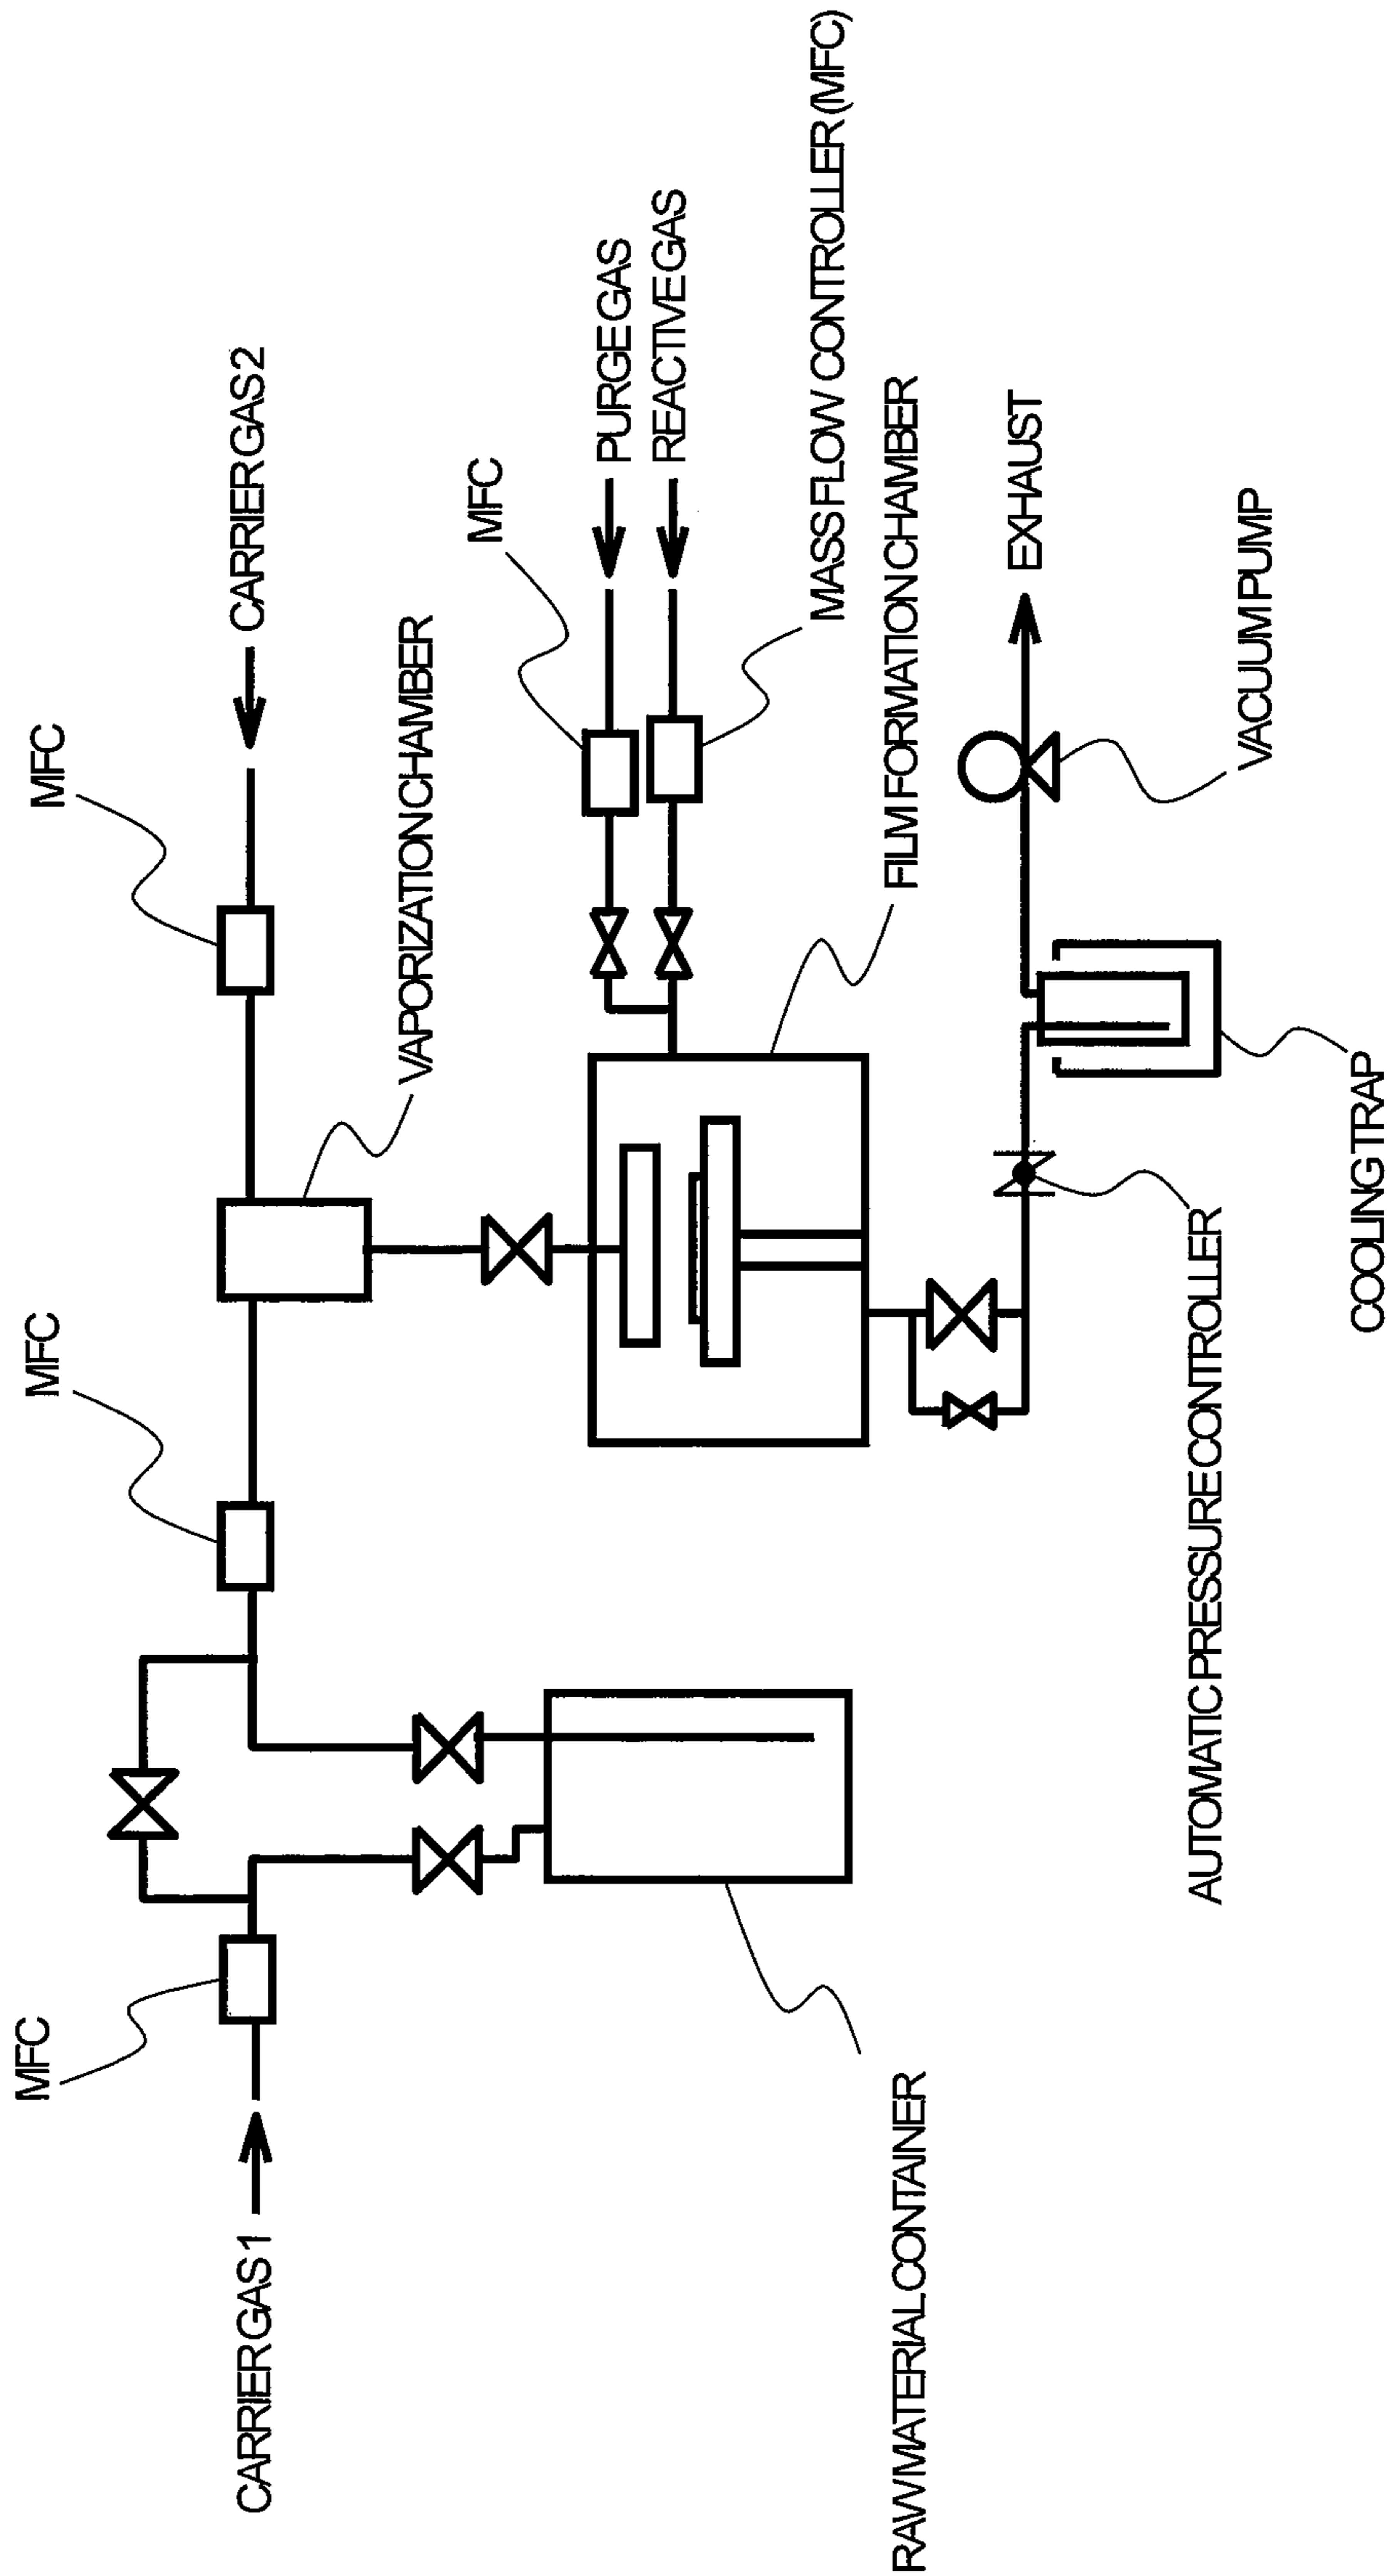 MFC
MFC
MFC
CARRIER GAS 1
CARRIER GAS 2
VAPORIZATION CHAMBER
MFC
PURGE GAS
REACTIVE GAS
MASS FLOW CONTROLLER (MFC)
RAW MATERIAL CONTAINER
FILM FORMATION CHAMBER
EXHAUST
AUTOMATIC PRESSURE CONTROLLER
VACUUM PUMP
COOLING TRAP